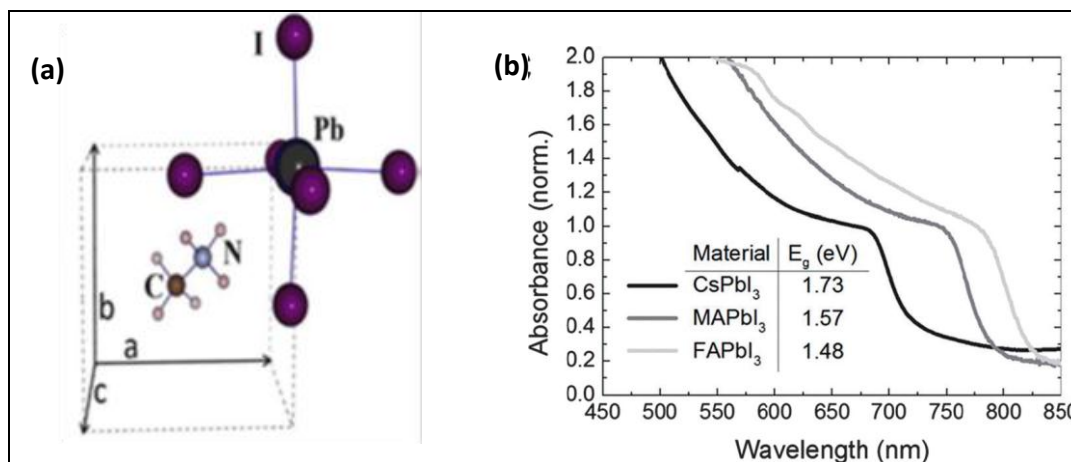 (a)
I
Pb
N
C
b
a
c
(b)
Absorbance (norm.)
2.0
1.8
1.6
1.4
1.2
1.0
0.8
0.6
0.4
0.2
0.0
Material E_g (eV)
CsPbI₃ 1.73
MAPbI₃ 1.57
FAPbI₃ 1.48
450 500 550 600 650 700 750 800 850
Wavelength (nm)